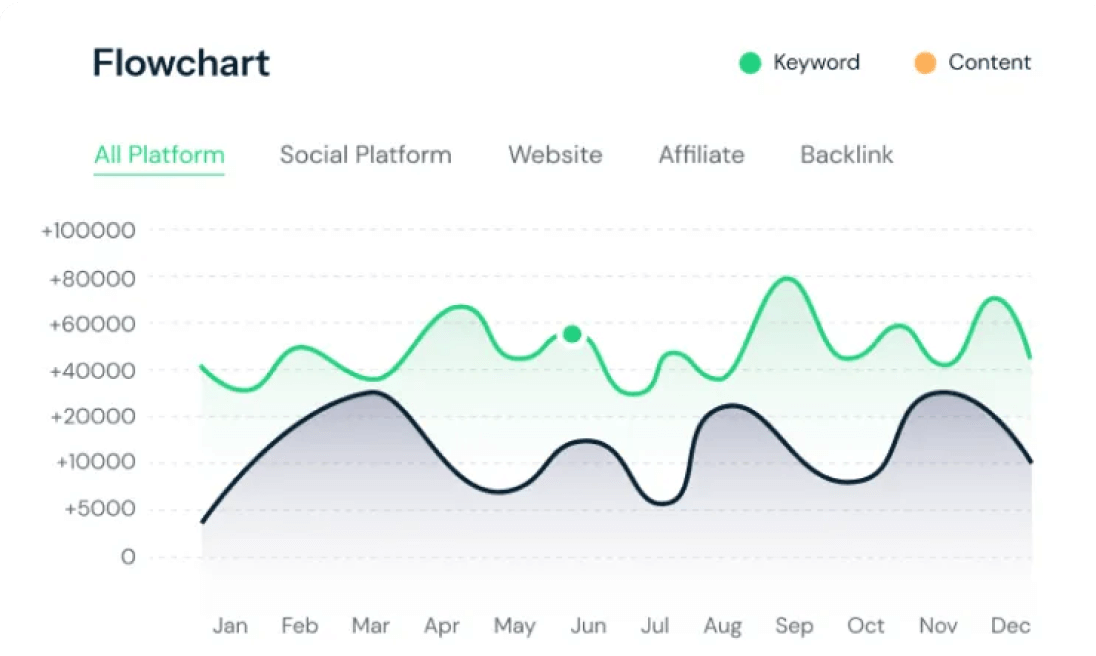 Flowchart
Keyword Content
All Platform Social Platform Website Affiliate Backlink
+100000
+80000
+60000
+40000
+20000
+10000
+5000
0
Jan Feb Mar Apr May Jun Jul Aug Sep Oct Nov Dec